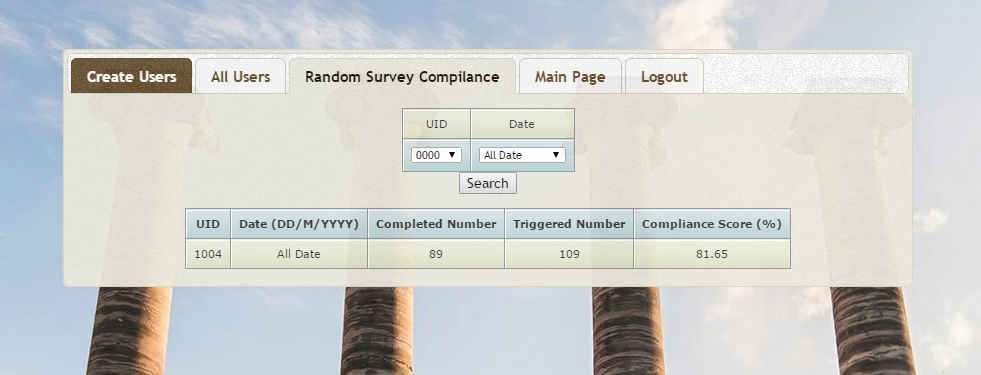 Create Users All Users Random Survey Compilance Main Page Logout
UID Date
0000 All Date
Search
UID Date (DD/M/YYYY) Completed Number Triggered Number Compliance Score (%)
1004 All Date 89 109 81.65